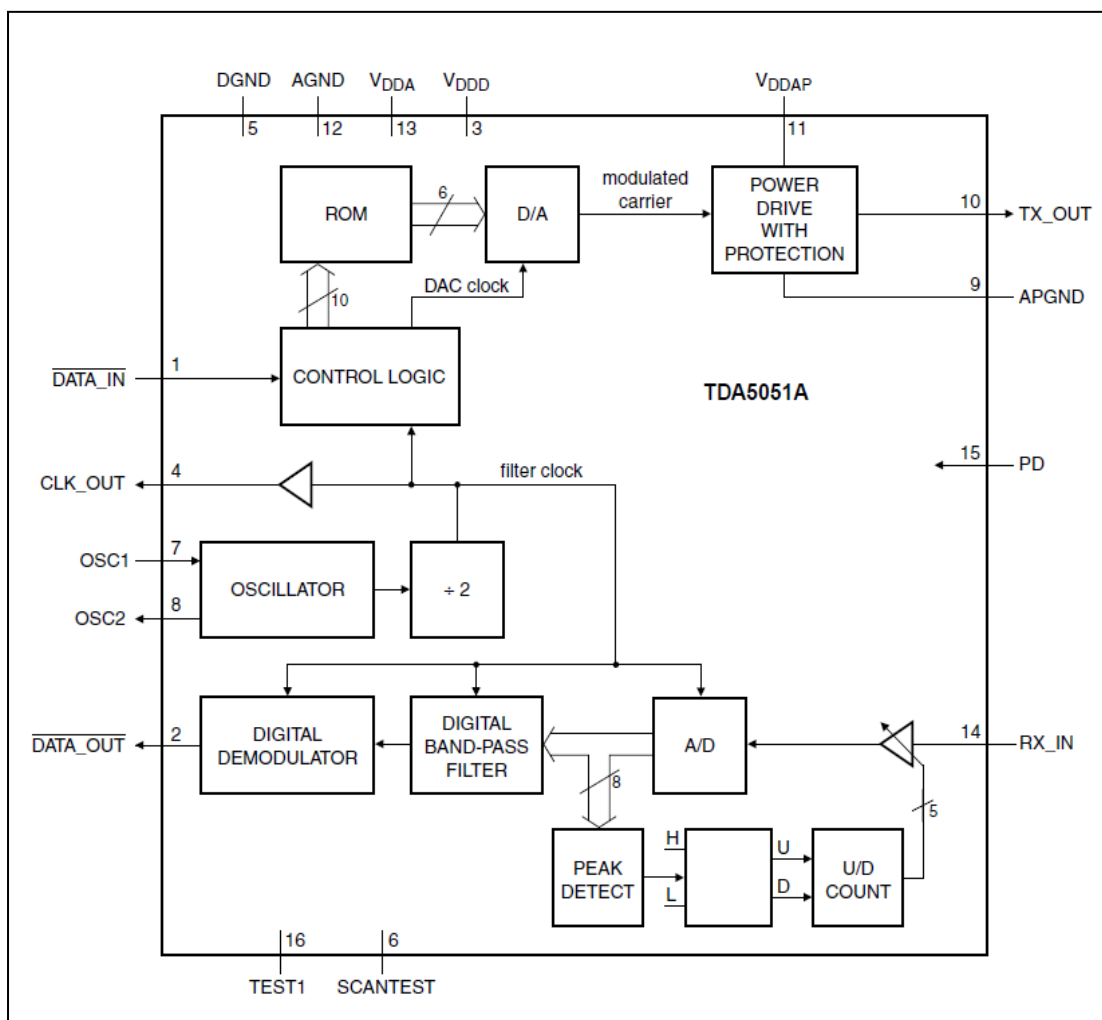 DGND AGND VDDA VDDD VDDAP
5 12 13 3 11
ROM
6
D/A
modulated
carrier
POWER
DRIVE
WITH
PROTECTION
10
TX_OUT
10
DAC clock
9
APGND
DATA_IN
1
CONTROL LOGIC
TDA5051A
CLK_OUT
4
filter clock
15
PD
OSC1
7
OSCILLATOR
÷ 2
OSC2
8
DATA_OUT
2
DIGITAL
DEMODULATOR
DIGITAL
BAND-PASS
FILTER
A/D
14
RX_IN
8
5
PEAK
DETECT
H
L
U
D
U/D
COUNT
16 6
TEST1 SCANTEST